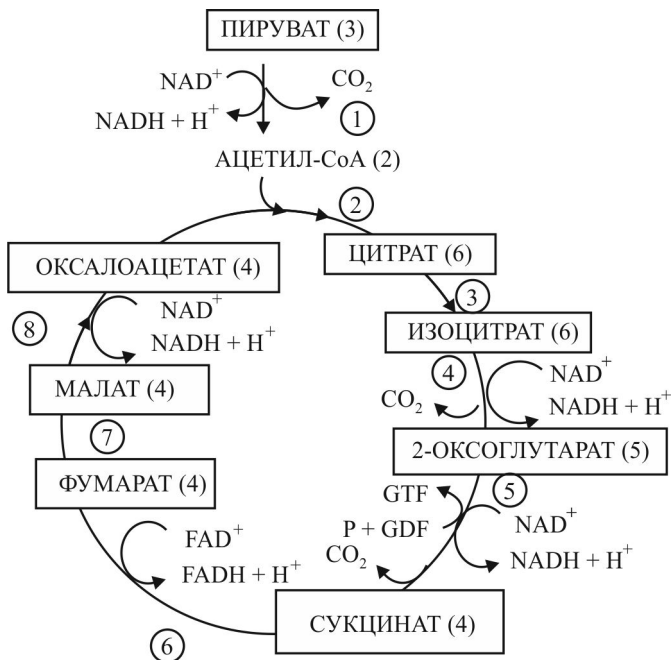 ПИРУВАТ (3)
NAD⁺
CO₂
NADH + H⁺
1
АЦЕТИЛ-CoA (2)
2
ЦИТРАТ (6)
ОКСАЛОАЦЕТАТ (4)
3
NAD⁺
8
NADH + H⁺
ИЗОЦИТРАТ (6)
4
NAD⁺
CO₂
NADH + H⁺
МАЛАТ (4)
7
2-ОКСОГЛУТАРАТ (5)
ФУМАРАТ (4)
GTF
5
NAD⁺
P + GDF
FAD⁺
CO₂
NADH + H⁺
FADH + H⁺
СУКЦИНАТ (4)
6